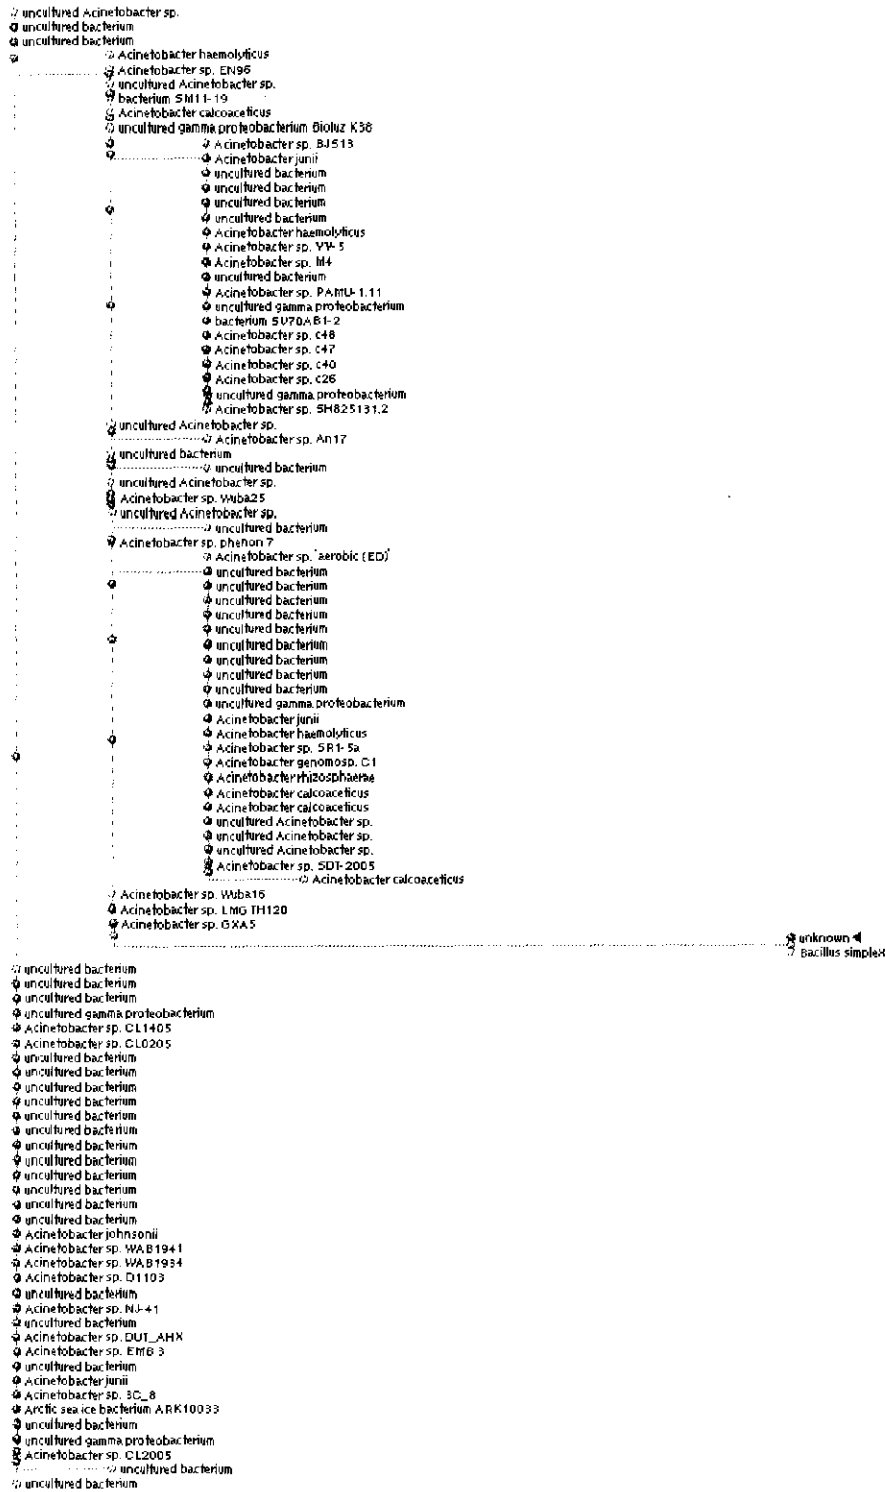 uncultured Acinetobacter sp.
uncultured bacterium
uncultured bacterium
Acinetobacter haemolyticus
Acinetobacter sp. EN96
uncultured Acinetobacter sp.
bacterium SM11-19
Acinetobacter calcoaceticus
uncultured gamma proteobacterium Bioluz K38
Acinetobacter sp. BJS13
Acinetobacter junii
uncultured bacterium
uncultured bacterium
uncultured bacterium
uncultured bacterium
Acinetobacter haemolyticus
Acinetobacter sp. VV-5
Acinetobacter sp. M4
uncultured bacterium
Acinetobacter sp. PAMU-1.11
uncultured gamma proteobacterium
bacterium SV70AB1-2
Acinetobacter sp. c48
Acinetobacter sp. c47
Acinetobacter sp. c40
Acinetobacter sp. c26
uncultured gamma proteobacterium
Acinetobacter sp. SH825131.2
uncultured Acinetobacter sp.
Acinetobacter sp. An17
uncultured bacterium
uncultured bacterium
uncultured Acinetobacter sp.
Acinetobacter sp. Wuba25
uncultured Acinetobacter sp.
uncultured bacterium
Acinetobacter sp. phenon 7
Acinetobacter sp. 'aerobic (ED)'
uncultured bacterium
uncultured bacterium
uncultured bacterium
uncultured bacterium
uncultured bacterium
uncultured bacterium
uncultured bacterium
uncultured bacterium
uncultured bacterium
uncultured gamma proteobacterium
Acinetobacter junii
Acinetobacter haemolyticus
Acinetobacter sp. SR1-5a
Acinetobacter genomosp. C1
Acinetobacter rhizosphaerae
Acinetobacter calcoaceticus
Acinetobacter calcoaceticus
uncultured Acinetobacter sp.
uncultured Acinetobacter sp.
uncultured Acinetobacter sp.
Acinetobacter sp. SDT-2005
Acinetobacter calcoaceticus
Acinetobacter sp. Wuba16
Acinetobacter sp. LMG TH120
Acinetobacter sp. GXA5
unknown
Bacillus simplex
uncultured bacterium
uncultured bacterium
uncultured bacterium
uncultured gamma proteobacterium
Acinetobacter sp. CL1405
Acinetobacter sp. CL0205
uncultured bacterium
uncultured bacterium
uncultured bacterium
uncultured bacterium
uncultured bacterium
uncultured bacterium
uncultured bacterium
uncultured bacterium
uncultured bacterium
uncultured bacterium
uncultured bacterium
uncultured bacterium
Acinetobacter johnsonii
Acinetobacter sp. WAB1941
Acinetobacter sp. WAB1934
Acinetobacter sp. D1103
uncultured bacterium
Acinetobacter sp. NJ-41
uncultured bacterium
Acinetobacter sp. DUT_AHX
Acinetobacter sp. EMB 3
uncultured bacterium
Acinetobacter junii
Acinetobacter sp. 3C_8
Arctic sea ice bacterium ARK10033
uncultured bacterium
uncultured gamma proteobacterium
Acinetobacter sp. CL2005
uncultured bacterium
uncultured bacterium